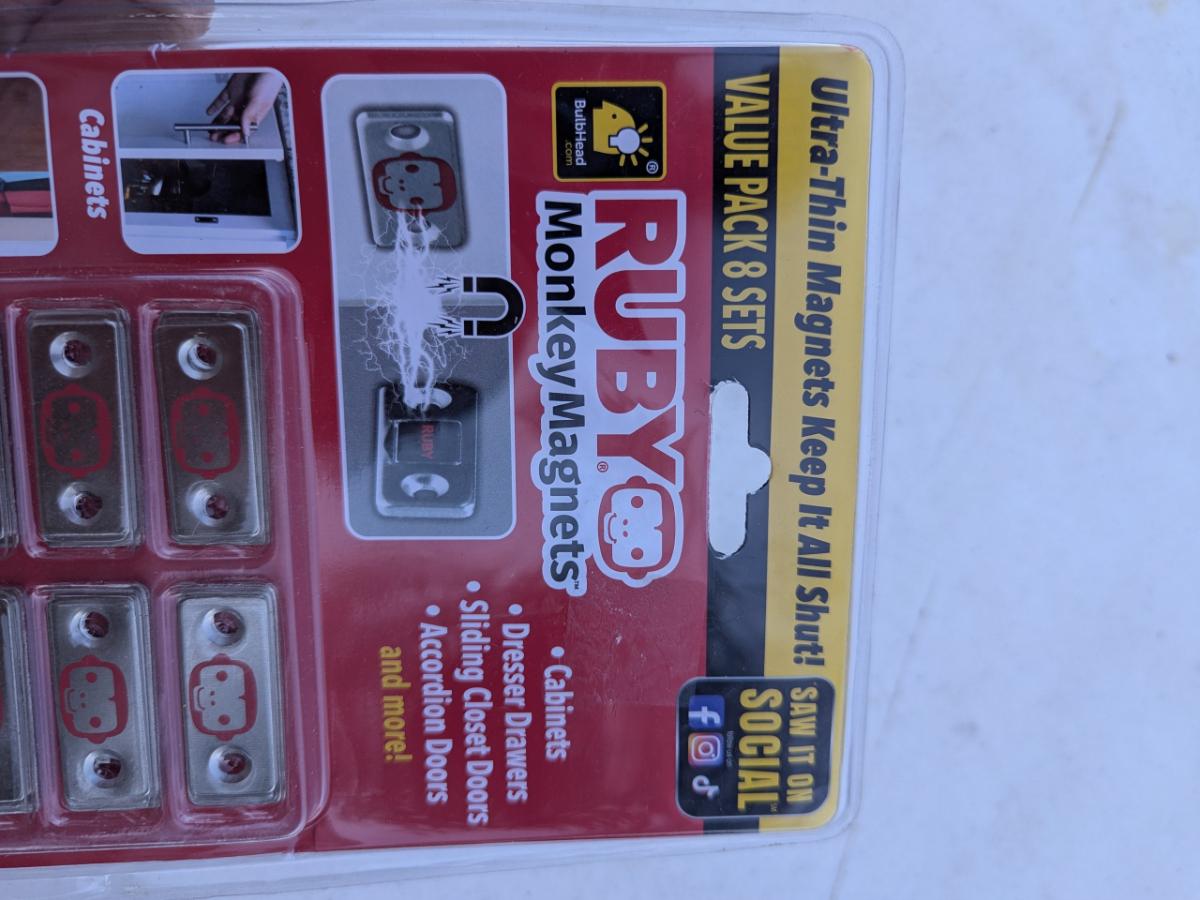 Ultra-Thin Magnets Keep It All Shut!
VALUE PACK 8 SETS
SAW IT ON
SOCIAL
BulbHead
.com
RUBY®
MonkeyMagnets™
RUBY
• Cabinets
• Dresser Drawers
• Sliding Closet Doors
• Accordion Doors
and more!
Cabinets